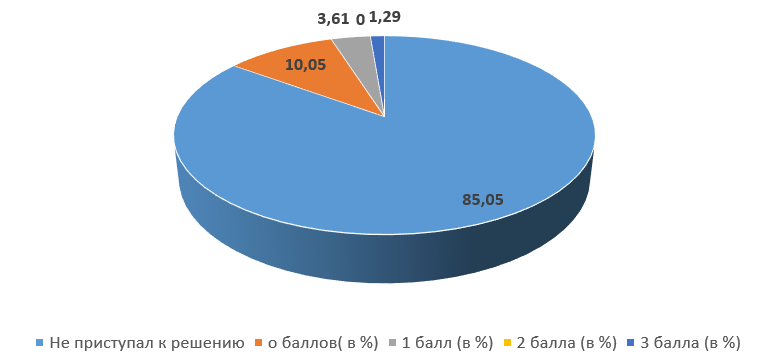 3,61 0 1,29
10,05
85,05
Не приступал к решению о баллов( в %) 1 балл (в %) 2 балла (в %) 3 балла (в %)